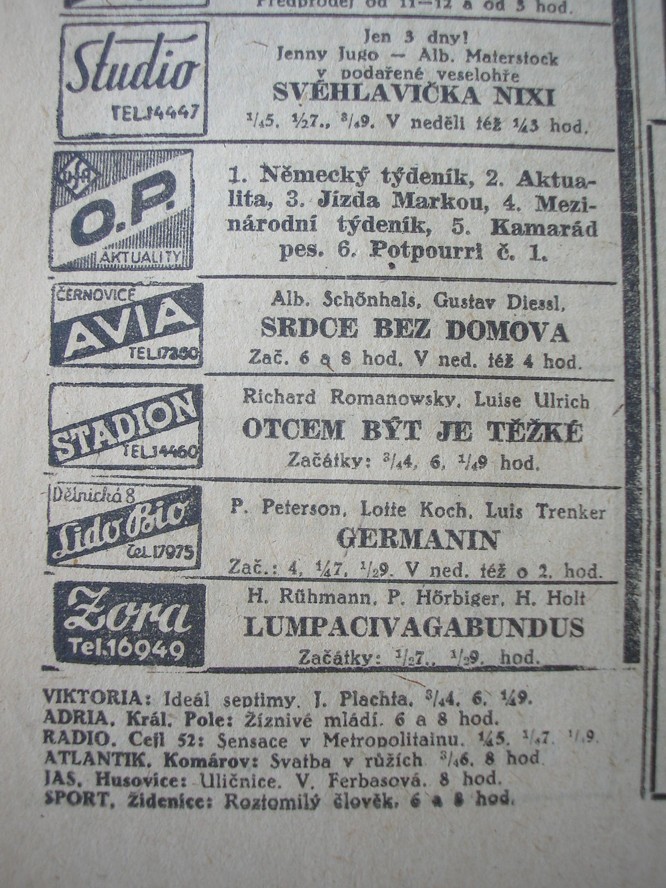 Předprodej od 11—12 a od 3 hod.
Studio
TEL.14447
Jen 3 dny!
Jenny Jugo — Alb. Materstock
v podařené veselohře
SVÉHLAVIČKA NIXI
¼5. ½7., ¾9. V neděli též ¼3 hod.
Ufa
O.P.
AKTUALITY
1. Německý týdeník, 2. Aktua-
lita, 3. Jízda Markou, 4. Mezi-
národní týdeník, 5. Kamarád
pes. 6. Potpourri č. 1.
ČERNOVICE
AVIA
TEL.17350
Alb. Schönhals, Gustav Diessl,
SRDCE BEZ DOMOVA
Zač. 6 a 8 hod. V ned. též 4 hod.
STADION
TEL.14460
Richard Romanowsky, Luise Ulrich
OTCEM BÝT JE TĚŽKÉ
Začátky: ¾4, 6, ¼9 hod.
Dělnická 8
Lido Bio
Tel.17975
P. Peterson, Lotte Koch, Luis Trenker
GERMANIN
Zač.: 4, ¼7, ½9. V ned. též o 2. hod.
Zora
Tel.16949
H. Rühmann, P. Hörbiger, H. Holt
LUMPACIVAGABUNDUS
Začátky: ½7., ½9. hod.
VIKTORIA: Ideál septimy. J. Plachta, ¾4, 6, ¼9.
ADRIA, Král. Pole: Žíznivé mládí. 6 a 8 hod.
RADIO. Cejl 52: Sensace v Metropolitainu. ¼5, ¼7
ATLANTIK, Komárov: Svatba v růžích ¾6, 8 hod.
JAS, Husovice: Uličnice. V. Ferbasová. 8 hod.
SPORT, Židenice: Roztomilý člověk. 6 a 8 hod.